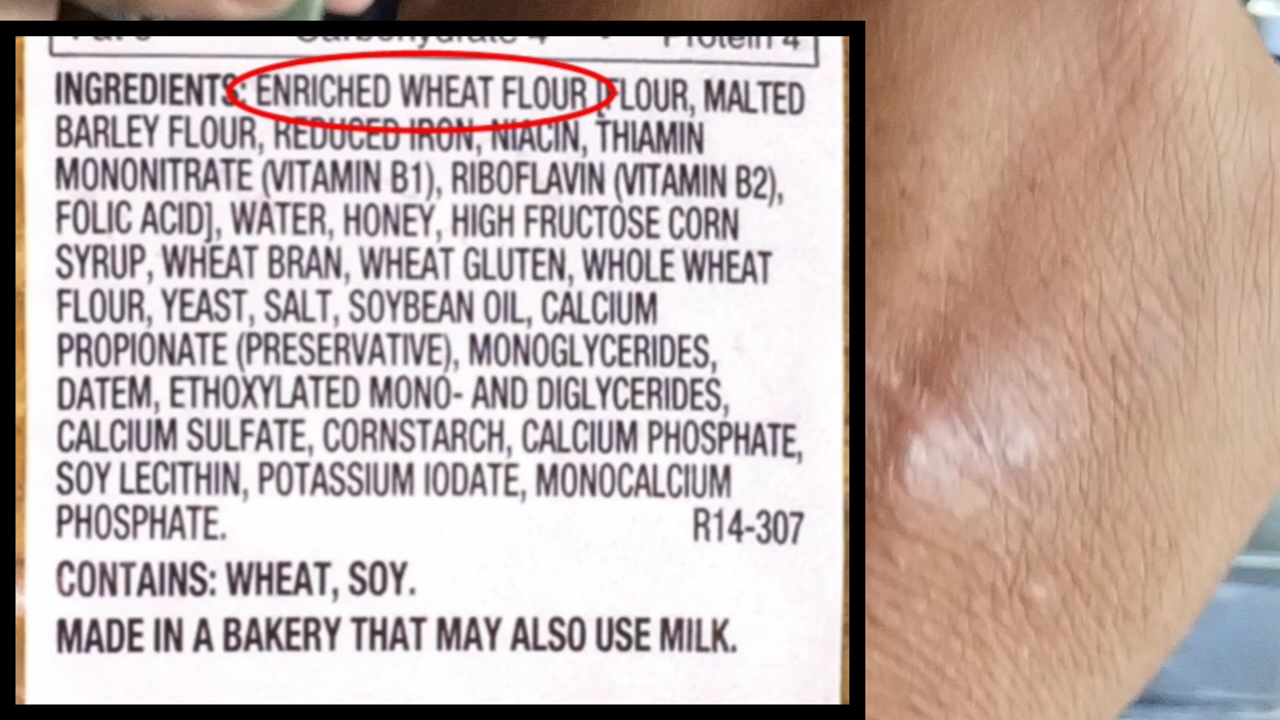 INGREDIENTS: ENRICHED WHEAT FLOUR [FLOUR, MALTED
BARLEY FLOUR, REDUCED IRON, NIACIN, THIAMIN
MONONITRATE (VITAMIN B1), RIBOFLAVIN (VITAMIN B2),
FOLIC ACID], WATER, HONEY, HIGH FRUCTOSE CORN
SYRUP, WHEAT BRAN, WHEAT GLUTEN, WHOLE WHEAT
FLOUR, YEAST, SALT, SOYBEAN OIL, CALCIUM
PROPIONATE (PRESERVATIVE), MONOGLYCERIDES,
DATEM, ETHOXYLATED MONO- AND DIGLYCERIDES,
CALCIUM SULFATE, CORNSTARCH, CALCIUM PHOSPHATE,
SOY LECITHIN, POTASSIUM IODATE, MONOCALCIUM
PHOSPHATE. R14-307
CONTAINS: WHEAT, SOY.
MADE IN A BAKERY THAT MAY ALSO USE MILK.